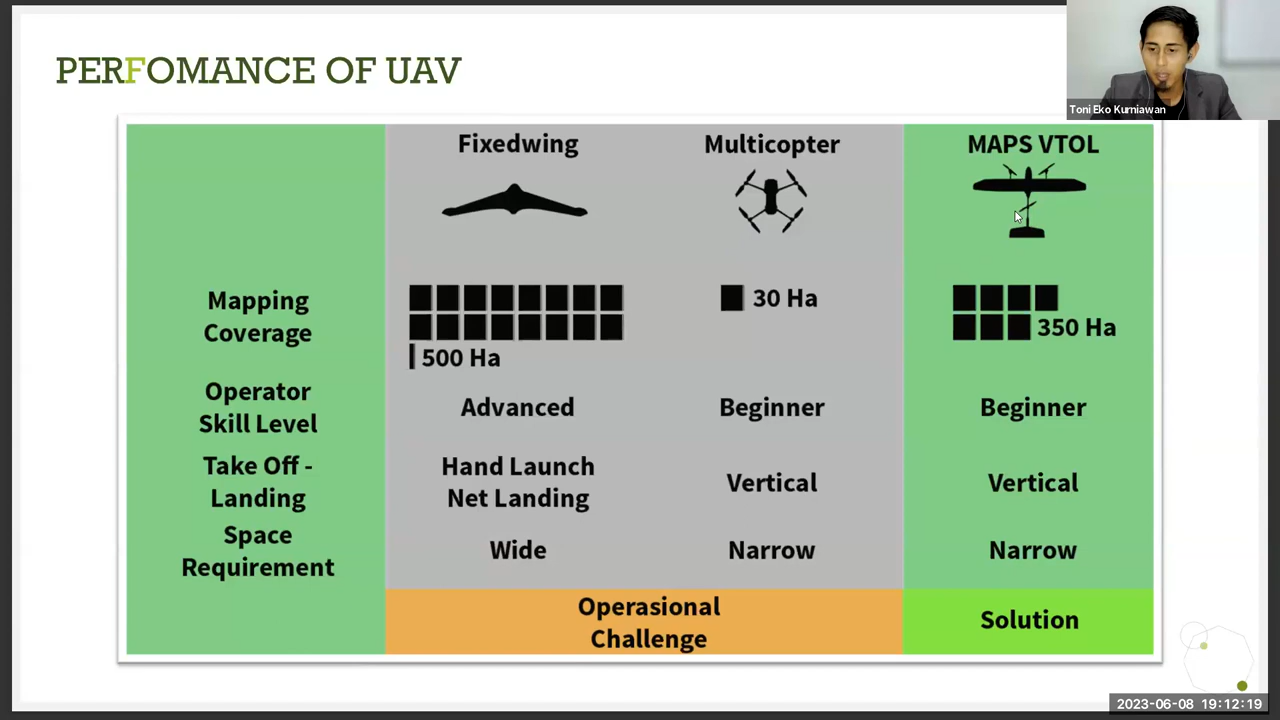 PERFOMANCE OF UAV
Toni Eko Kurniawan
Fixedwing
Multicopter
MAPS VTOL
Mapping
Coverage
500 Ha
30 Ha
350 Ha
Operator
Skill Level
Advanced
Beginner
Beginner
Take Off -
Landing
Hand Launch
Net Landing
Vertical
Vertical
Space
Requirement
Wide
Narrow
Narrow
Operasional
Challenge
Solution
2023-06-08 19:12:19